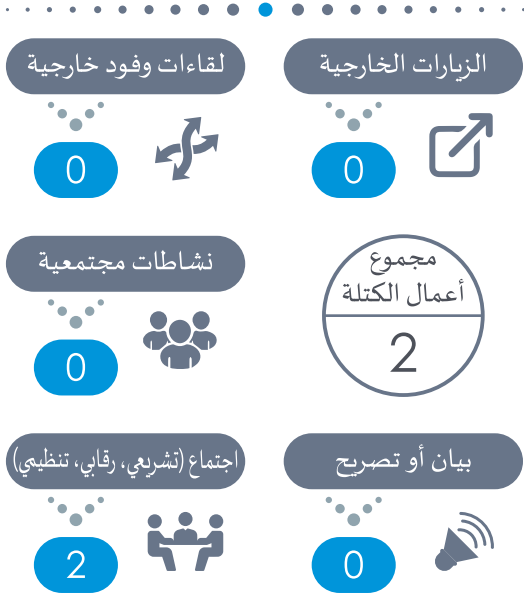 الزيارات الخارجية
0
لقاءات وفود خارجية
0
مجموع
أعمال الكتلة
2
نشاطات مجتمعية
0
بيان أو تصريح
0
اجتماع (تشريعي، رقابي، تنظيمي)
2